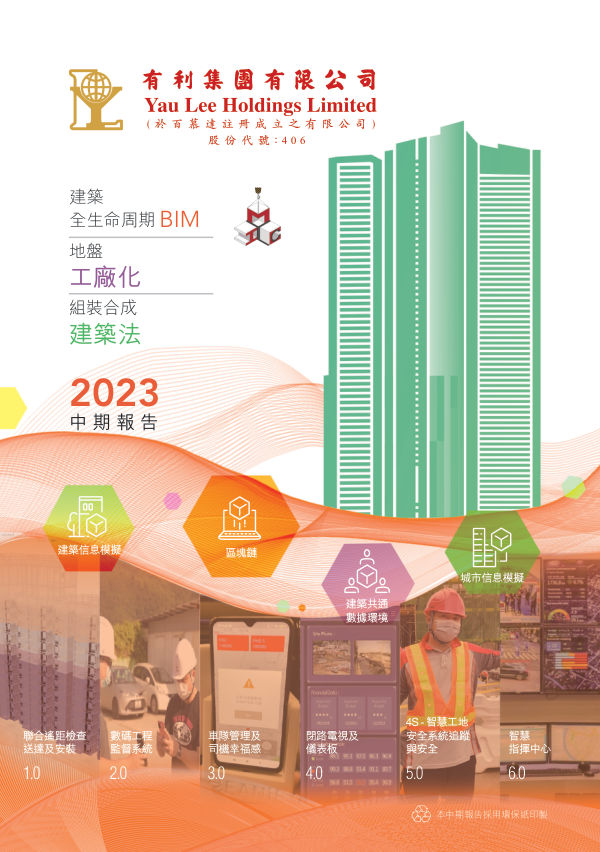 有利集團有限公司
Yau Lee Holdings Limited
(於百慕達註冊成立之有限公司)
股份代號:406
建築
全生命周期 BIM
地盤
工廠化
組裝合成
建築法
MiC
2023
中期報告
建築信息模擬
區塊鏈
建築共通
數據環境
城市信息模擬
聯合遙距檢查
送達及安裝
1.0
數碼工程
監督系統
2.0
車隊管理及
司機幸福感
3.0
閉路電視及
儀表板
4.0
4S - 智慧工地
安全系統追蹤
與安全
5.0
智慧
指揮中心
6.0
本中期報告採用環保紙印製